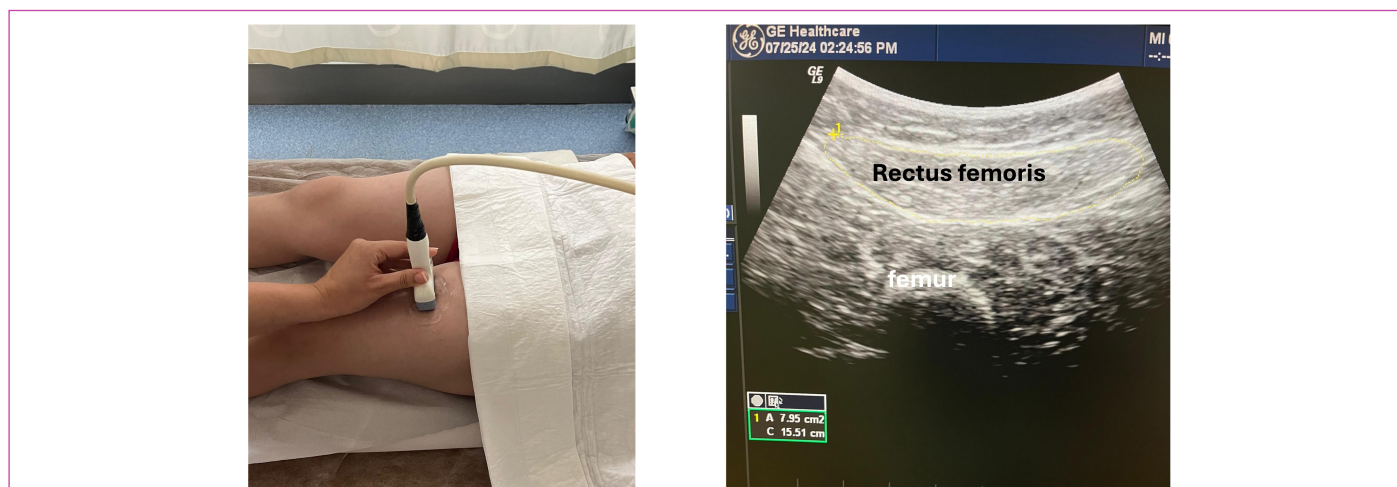 GE Healthcare
07/25/24 02:24:56 PM
MI
GE
L9
1
Rectus femoris
femur
1 A 7.95 cm2
C 15.51 cm